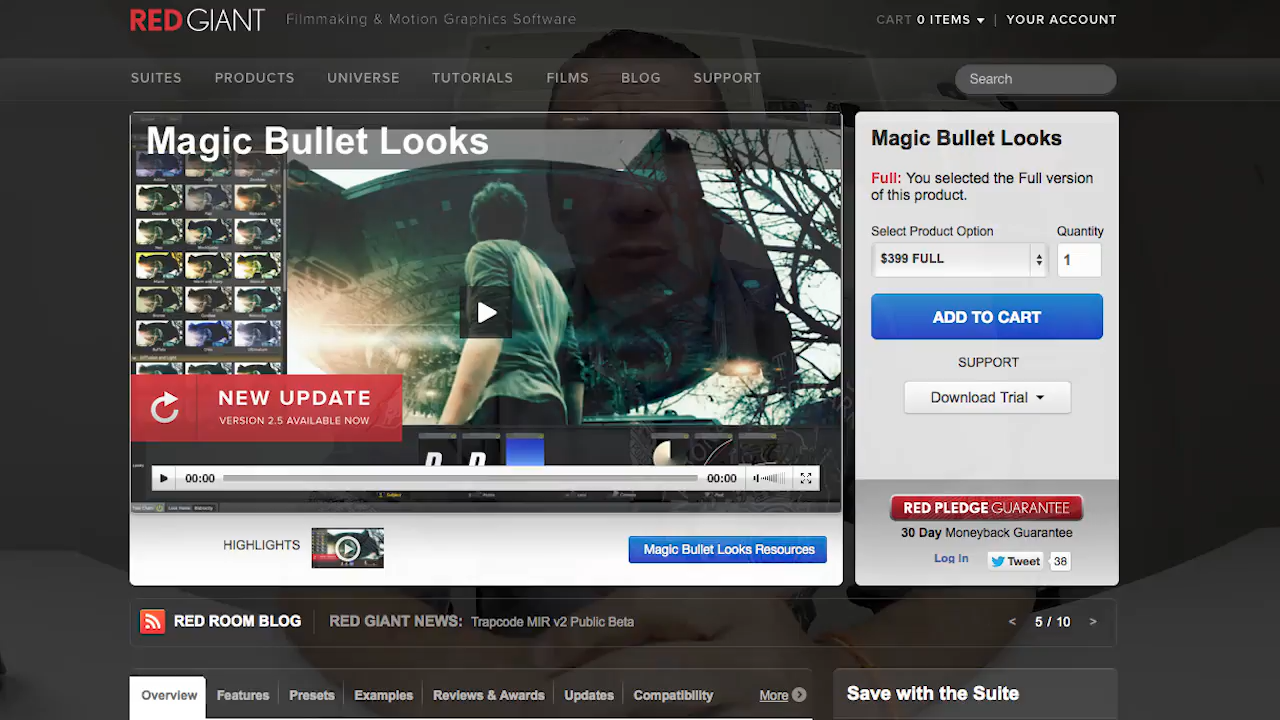 RED GIANT
Filmmaking & Motion Graphics Software
CART 0 ITEMS | YOUR ACCOUNT
SUITES PRODUCTS UNIVERSE TUTORIALS FILMS BLOG SUPPORT
Search
Magic Bullet Looks
NEW UPDATE
VERSION 2.5 AVAILABLE NOW
00:00 00:00
HIGHLIGHTS
Magic Bullet Looks Resources
Magic Bullet Looks
Full: You selected the Full version
of this product.
Select Product Option Quantity
$399 FULL 1
ADD TO CART
SUPPORT
Download Trial
RED PLEDGE GUARANTEE
30 Day Moneyback Guarantee
Log In Tweet 38
RED ROOM BLOG RED GIANT NEWS: Trapcode MIR v2 Public Beta < 5 / 10 >
Overview Features Presets Examples Reviews & Awards Updates Compatibility More
Save with the Suite